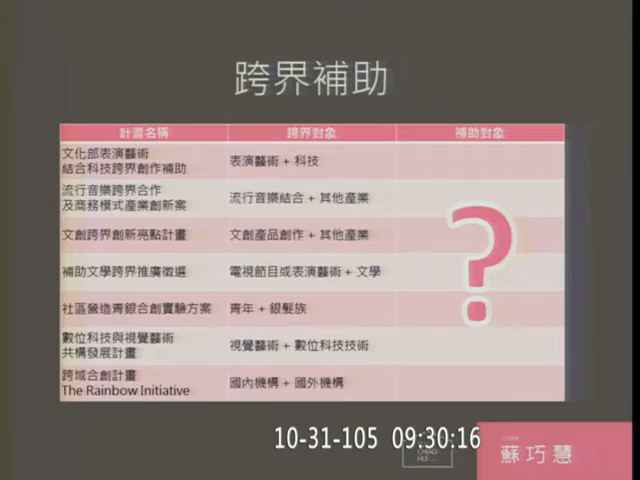 跨界補助
計畫名稱 跨界對象 補助對象
文化部表演藝術
結合科技跨界創作補助 表演藝術 + 科技
流行音樂跨界合作
及商務模式產業創新案 流行音樂結合 + 其他產業
文創跨界創新亮點計畫 文創產品創作 + 其他產業
補助文學跨界推廣徵選 電視節目或表演藝術 + 文學
社區營造青銀合創實驗方案 青年 + 銀髮族
數位科技與視覺藝術
共構發展計畫 視覺藝術 + 數位科技技術
跨域合創計畫
The Rainbow Initiative 國內機構 + 國外機構
?
10-31-105 09:30:16
CHIAO
HUI
蘇巧慧